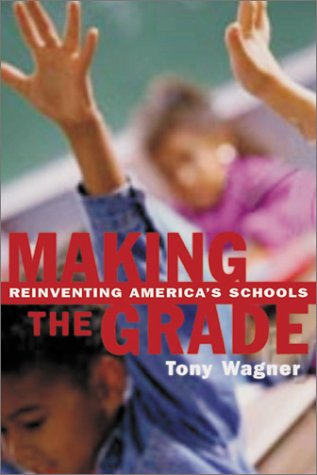 MAKING
REINVENTING AMERICA'S SCHOOLS
THE GRADE
Tony Wagner